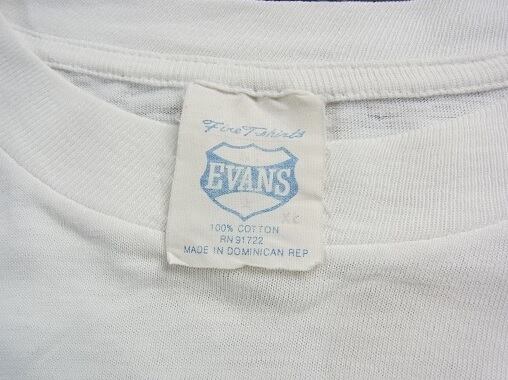 Fine T-shirts
EVANS
100% COTTON
RN 91722
MADE IN DOMINICAN REP